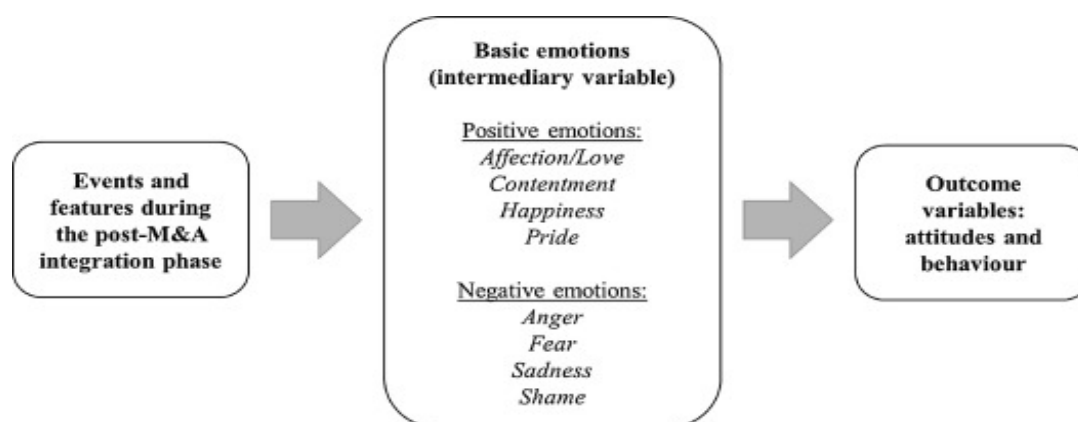 Events and
features during
the post-M&A
integration phase
Basic emotions
(intermediary variable)
Positive emotions:
Affection/Love
Contentment
Happiness
Pride
Negative emotions:
Anger
Fear
Sadness
Shame
Outcome
variables:
attitudes and
behaviour